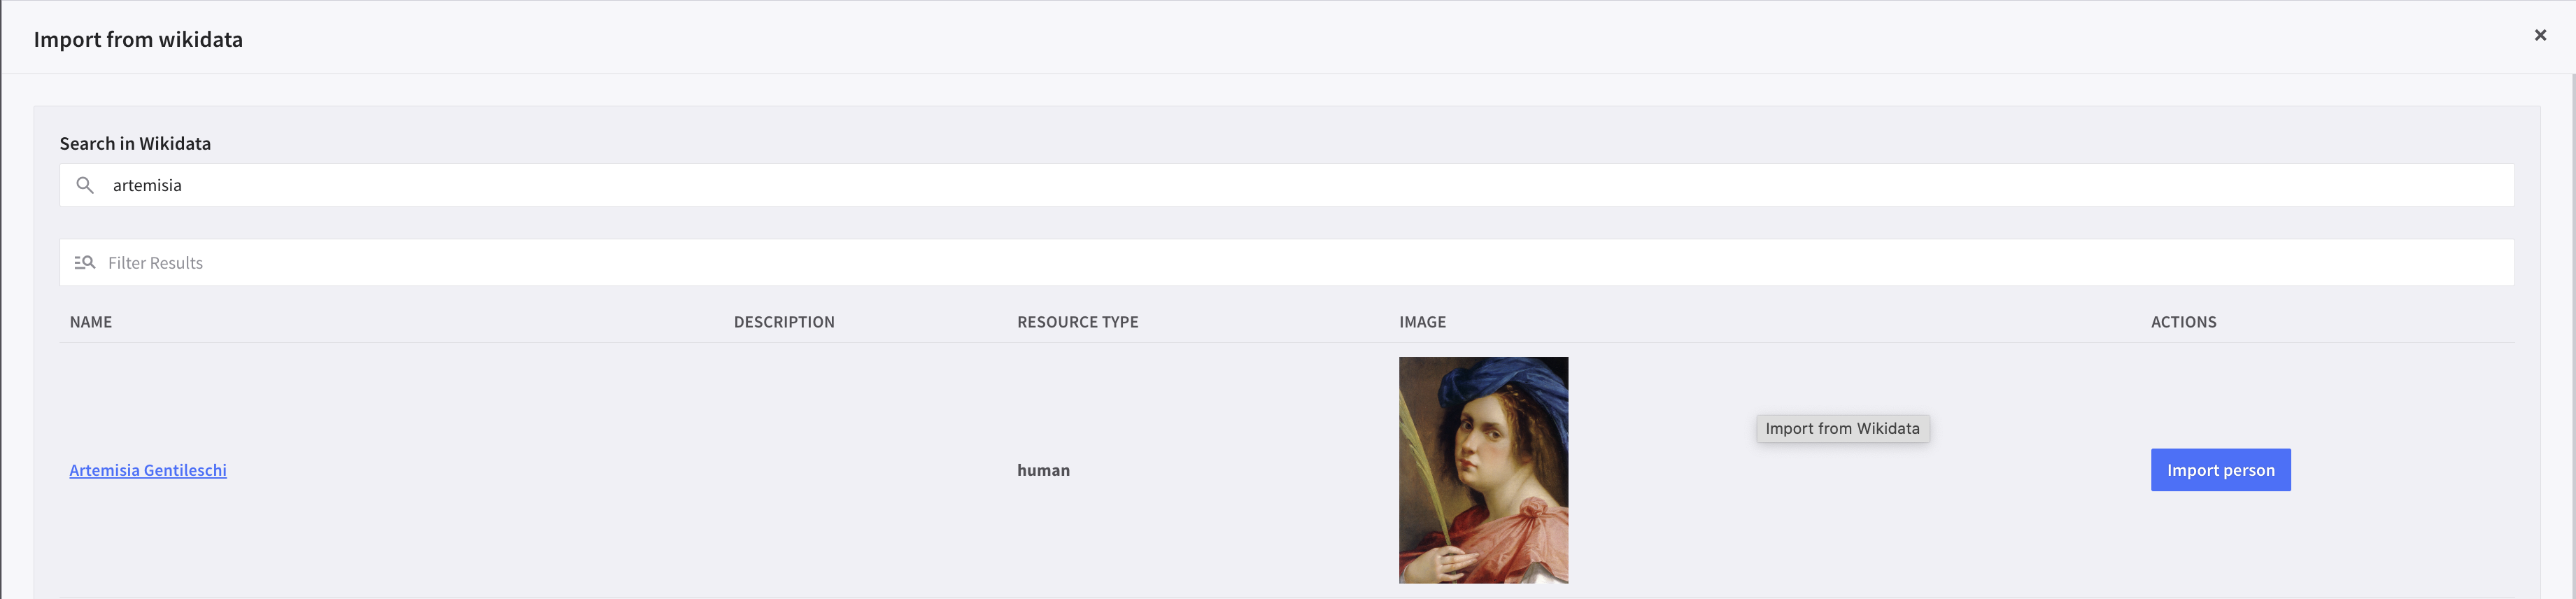 Import from wikidata
Search in Wikidata
artemisia
Filter Results
NAME DESCRIPTION RESOURCE TYPE IMAGE ACTIONS
Import from Wikidata
Artemisia Gentileschi human Import person